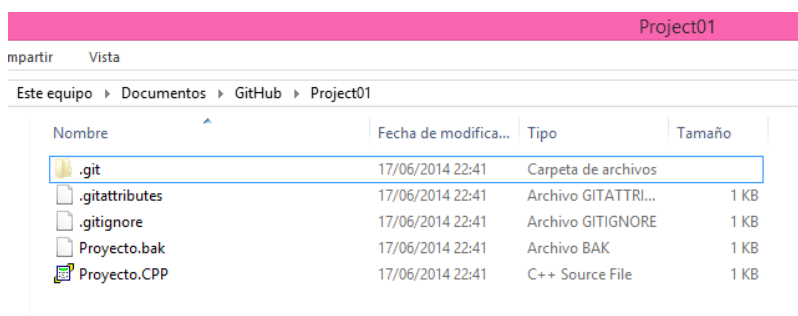 Project01
mpartir Vista
Este equipo Documentos GitHub Project01
Nombre Fecha de modifica... Tipo Tamaño
.git 17/06/2014 22:41 Carpeta de archivos
.gitattributes 17/06/2014 22:41 Archivo GITATTRI... 1 KB
.gitignore 17/06/2014 22:41 Archivo GITIGNORE 1 KB
Proyecto.bak 17/06/2014 22:41 Archivo BAK 1 KB
Proyecto.CPP 17/06/2014 22:41 C++ Source File 1 KB